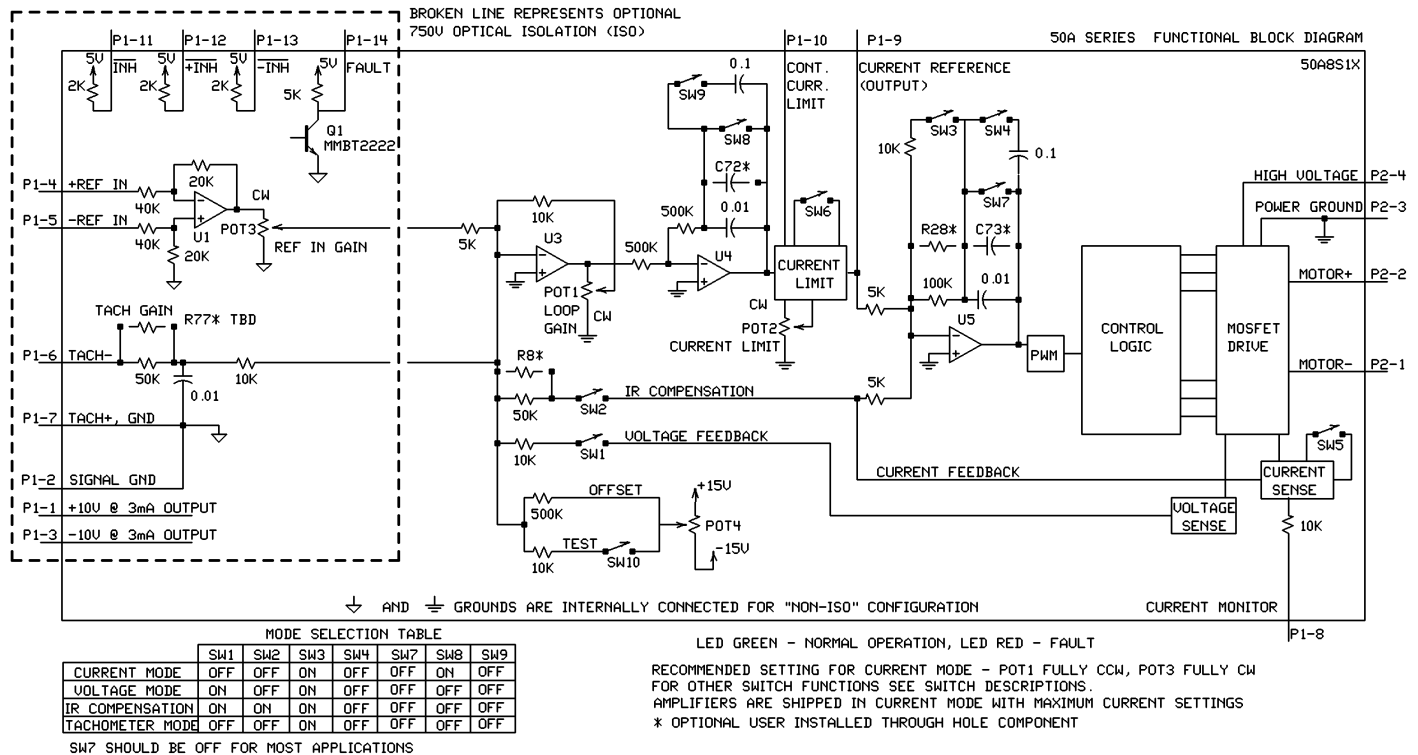 BROKEN LINE REPRESENTS OPTIONAL
750V OPTICAL ISOLATION (ISO)
P1-11
P1-12
P1-13
P1-14
P1-10
P1-9
50A SERIES FUNCTIONAL BLOCK DIAGRAM
50A8S1X
5V
INH
2K
5V
+INH
2K
5V
-INH
2K
5V
FAULT
5K
Q1
MMBT2222
0.1
SW9
SW8
C72*
0.01
500K
CONT.
CURR.
LIMIT
CURRENT REFERENCE
(OUTPUT)
SW3
SW4
10K
0.1
SW7
R28*
C73*
100K
0.01
P1-4
+REF IN
40K
20K
CW
P1-5
-REF IN
40K
U1
20K
POT3
REF IN GAIN
5K
10K
U3
500K
POT1
LOOP
GAIN
CW
U4
SW6
CURRENT
LIMIT
CW
POT2
CURRENT LIMIT
5K
U5
PWM
5K
CONTROL
LOGIC
MOSFET
DRIVE
HIGH VOLTAGE
P2-4
POWER GROUND
P2-3
MOTOR+
P2-2
MOTOR-
P2-1
TACH GAIN
R77* TBD
P1-6
TACH-
50K
10K
0.01
P1-7
TACH+, GND
P1-2
SIGNAL GND
P1-1
+10V @ 3mA OUTPUT
P1-3
-10V @ 3mA OUTPUT
R8*
50K
SW2
IR COMPENSATION
10K
SW1
VOLTAGE FEEDBACK
CURRENT FEEDBACK
OFFSET
500K
TEST
10K
SW10
+15V
POT4
-15V
SW5
CURRENT
SENSE
VOLTAGE
SENSE
10K
AND
GROUNDS ARE INTERNALLY CONNECTED FOR "NON-ISO" CONFIGURATION
CURRENT MONITOR
P1-8
MODE SELECTION TABLE
SW1 SW2 SW3 SW4 SW7 SW8 SW9
CURRENT MODE OFF OFF ON OFF OFF ON OFF
VOLTAGE MODE ON OFF ON OFF OFF OFF OFF
IR COMPENSATION ON ON ON OFF OFF OFF OFF
TACHOMETER MODE OFF OFF ON OFF OFF OFF OFF
SW7 SHOULD BE OFF FOR MOST APPLICATIONS
LED GREEN - NORMAL OPERATION, LED RED - FAULT
RECOMMENDED SETTING FOR CURRENT MODE - POT1 FULLY CCW, POT3 FULLY CW
FOR OTHER SWITCH FUNCTIONS SEE SWITCH DESCRIPTIONS.
AMPLIFIERS ARE SHIPPED IN CURRENT MODE WITH MAXIMUM CURRENT SETTINGS
* OPTIONAL USER INSTALLED THROUGH HOLE COMPONENT